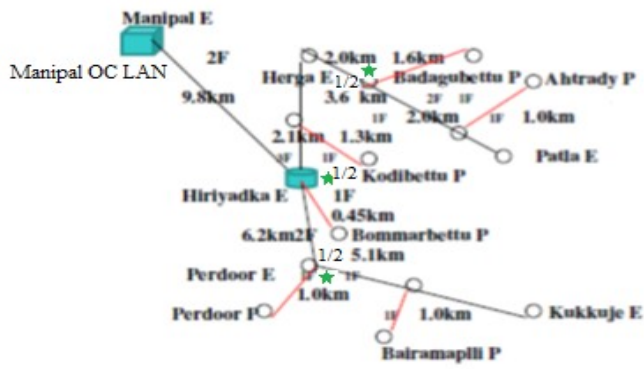 Manipal E
Manipal OC LAN
2F
9.8km
2.0km 1.6km
Herga E 1/2 Badagubettu P
3.6 km 2F 1F Ahtrady P
1F 2.0km 1F 1.0km
2.1km 1.3km
1F Patla E
1/2 Kodibettu P
Hiriyadka E 1F
0.45km
6.2km2F Bommarbettu P
1/2 5.1km
Perdoor E 1F
1.0km
Perdoor P 1F 1.0km Kukkuje E
Bairamaplli P